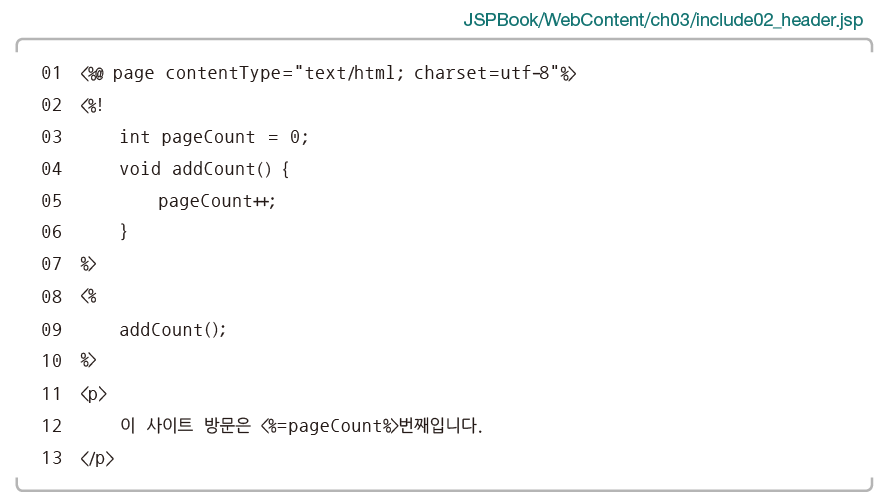 JSPBook/WebContent/ch03/include02_header.jsp
01 <%@ page contentType="text/html; charset=utf-8"%>
02 <%!
03     int pageCount = 0;
04     void addCount() {
05         pageCount++;
06     }
07 %>
08 <%
09     addCount();
10 %>
11 <p>
12     이 사이트 방문은 <%=pageCount%>번째입니다.
13 </p>